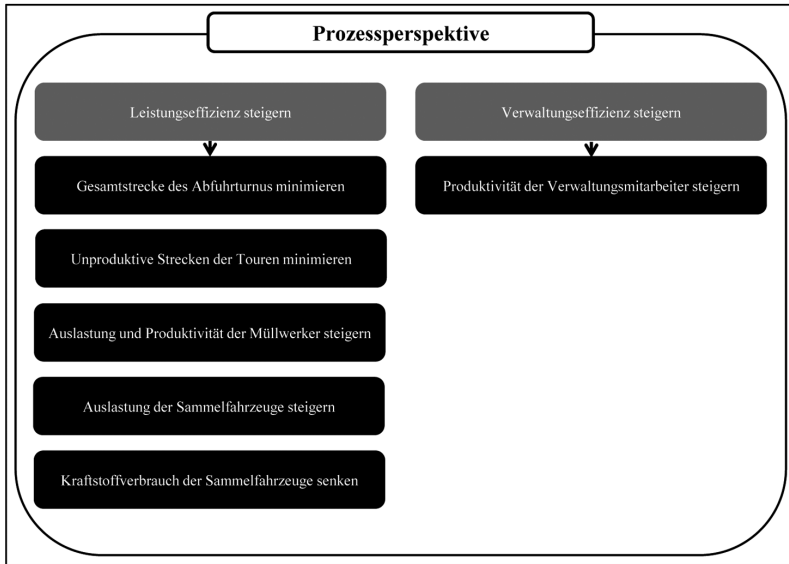 Prozessperspektive
Leistungseffizienz steigern
Gesamtstrecke des Abfuhrturnus minimieren
Unproduktive Strecken der Touren minimieren
Auslastung und Produktivität der Müllwerker steigern
Auslastung der Sammelfahrzeuge steigern
Kraftstoffverbrauch der Sammelfahrzeuge senken
Verwaltungseffizienz steigern
Produktivität der Verwaltungsmitarbeiter steigern